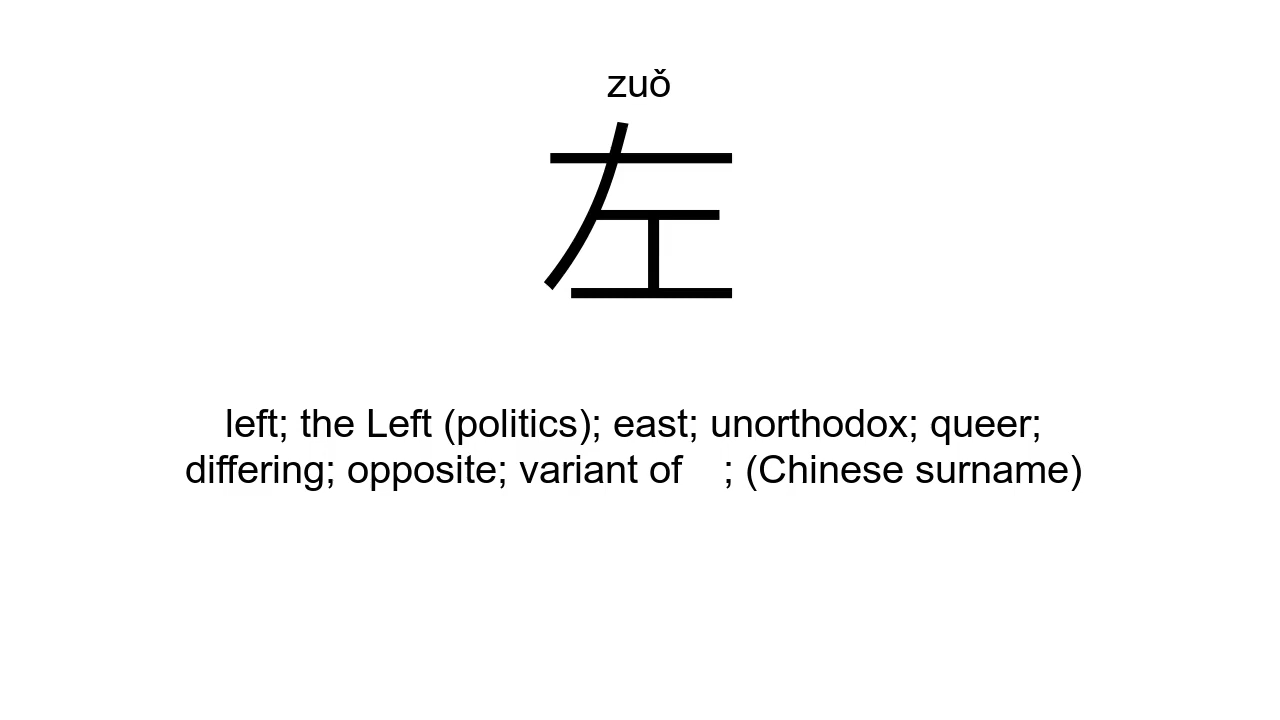 zuǒ
左
left; the Left (politics); east; unorthodox; queer;
differing; opposite; variant of ; (Chinese surname)